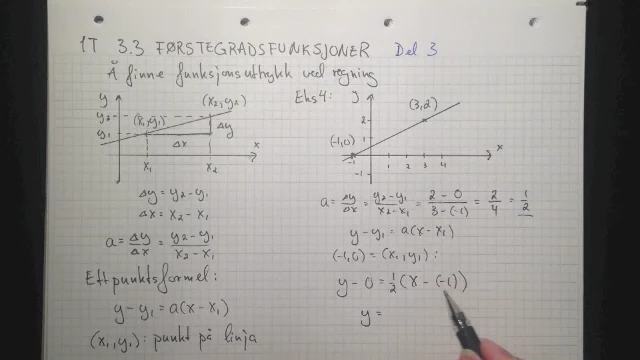 1T 3.3 FØRSTEGRADSFUNKSJONER Del 3
Å finne funksjonsuttrykk ved regning
y
(x₂,y₂)
y₂
(x₁,y₁)
Δy
y₁
Δx
x
x₁ x₂
Δy = y₂-y₁
Δx = x₂-x₁
a = Δy/Δx = (y₂-y₁)/(x₂-x₁)
Ettpunktsformel:
y-y₁ = a(x-x₁)
(x₁,y₁): punkt på linja
Eks 4:
y
(3,2)
2
(-1,0)
1
x
-1 1 2 3 4
-1
a = Δy/Δx = (y₂-y₁)/(x₂-x₁) = (2-0)/(3-(-1)) = 2/4 = 1/2
y-y₁ = a(x-x₁)
(-1,0) = (x₁,y₁):
y-0 = 1/2(x-(-1))
y =